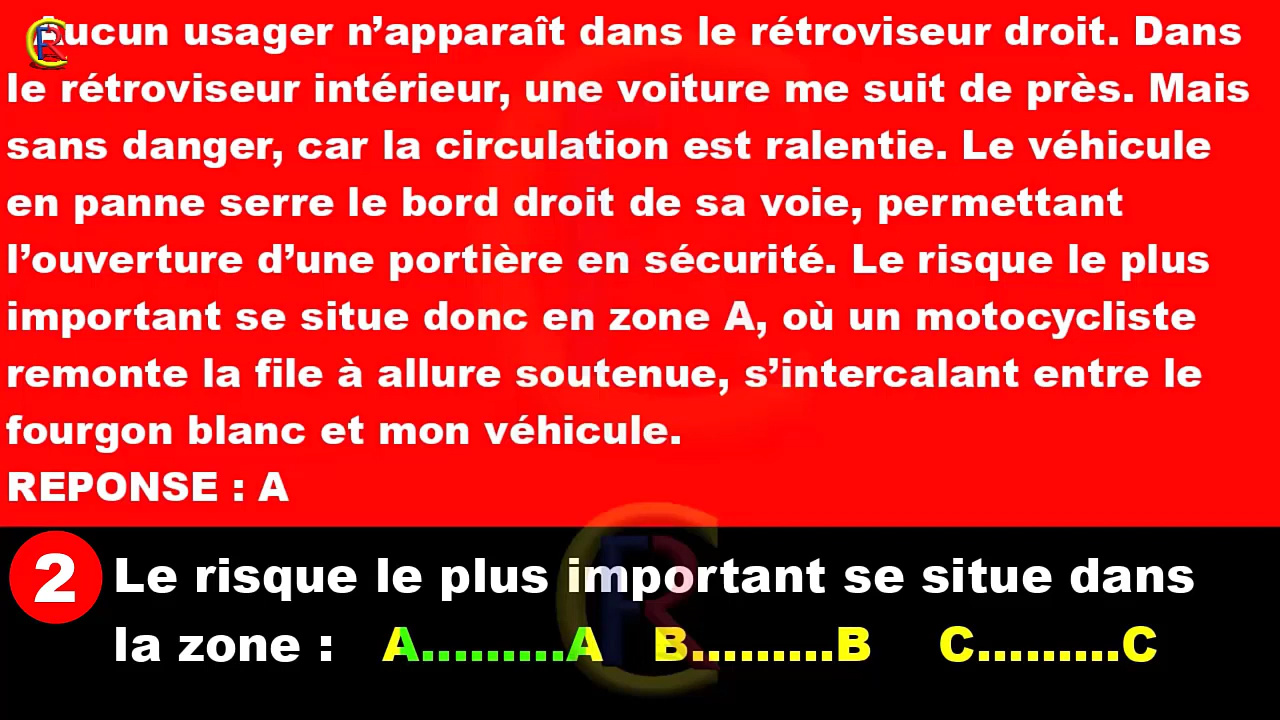 Aucun usager n’apparaît dans le rétroviseur droit. Dans
le rétroviseur intérieur, une voiture me suit de près. Mais
sans danger, car la circulation est ralentie. Le véhicule
en panne serre le bord droit de sa voie, permettant
l’ouverture d’une portière en sécurité. Le risque le plus
important se situe donc en zone A, où un motocycliste
remonte la file à allure soutenue, s’intercalant entre le
fourgon blanc et mon véhicule.
REPONSE : A
2 Le risque le plus important se situe dans
la zone : A.........A B.........B C.........C